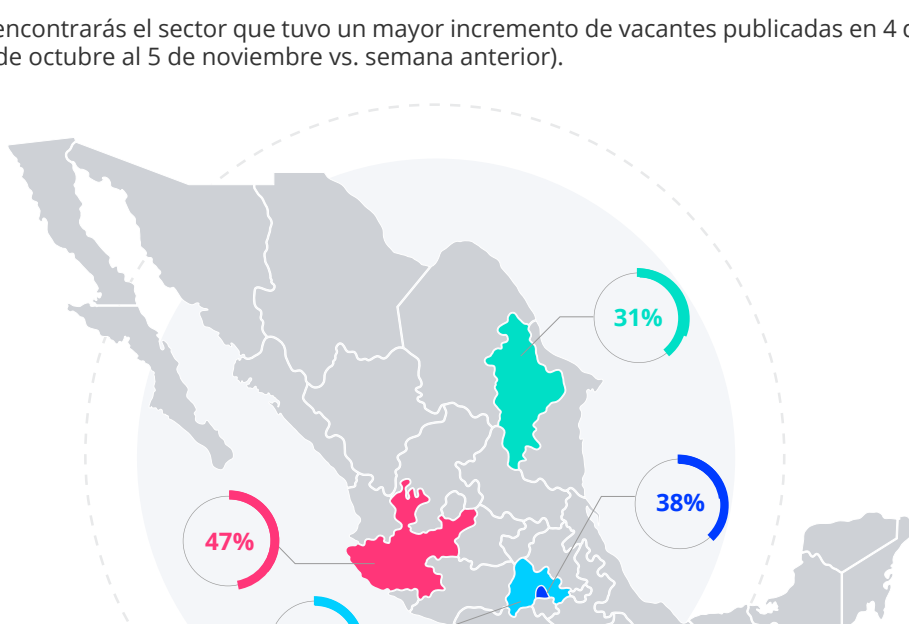 encontrarás el sector que tuvo un mayor incremento de vacantes publicadas en 4
de octubre al 5 de noviembre vs. semana anterior).
31%
38%
47%